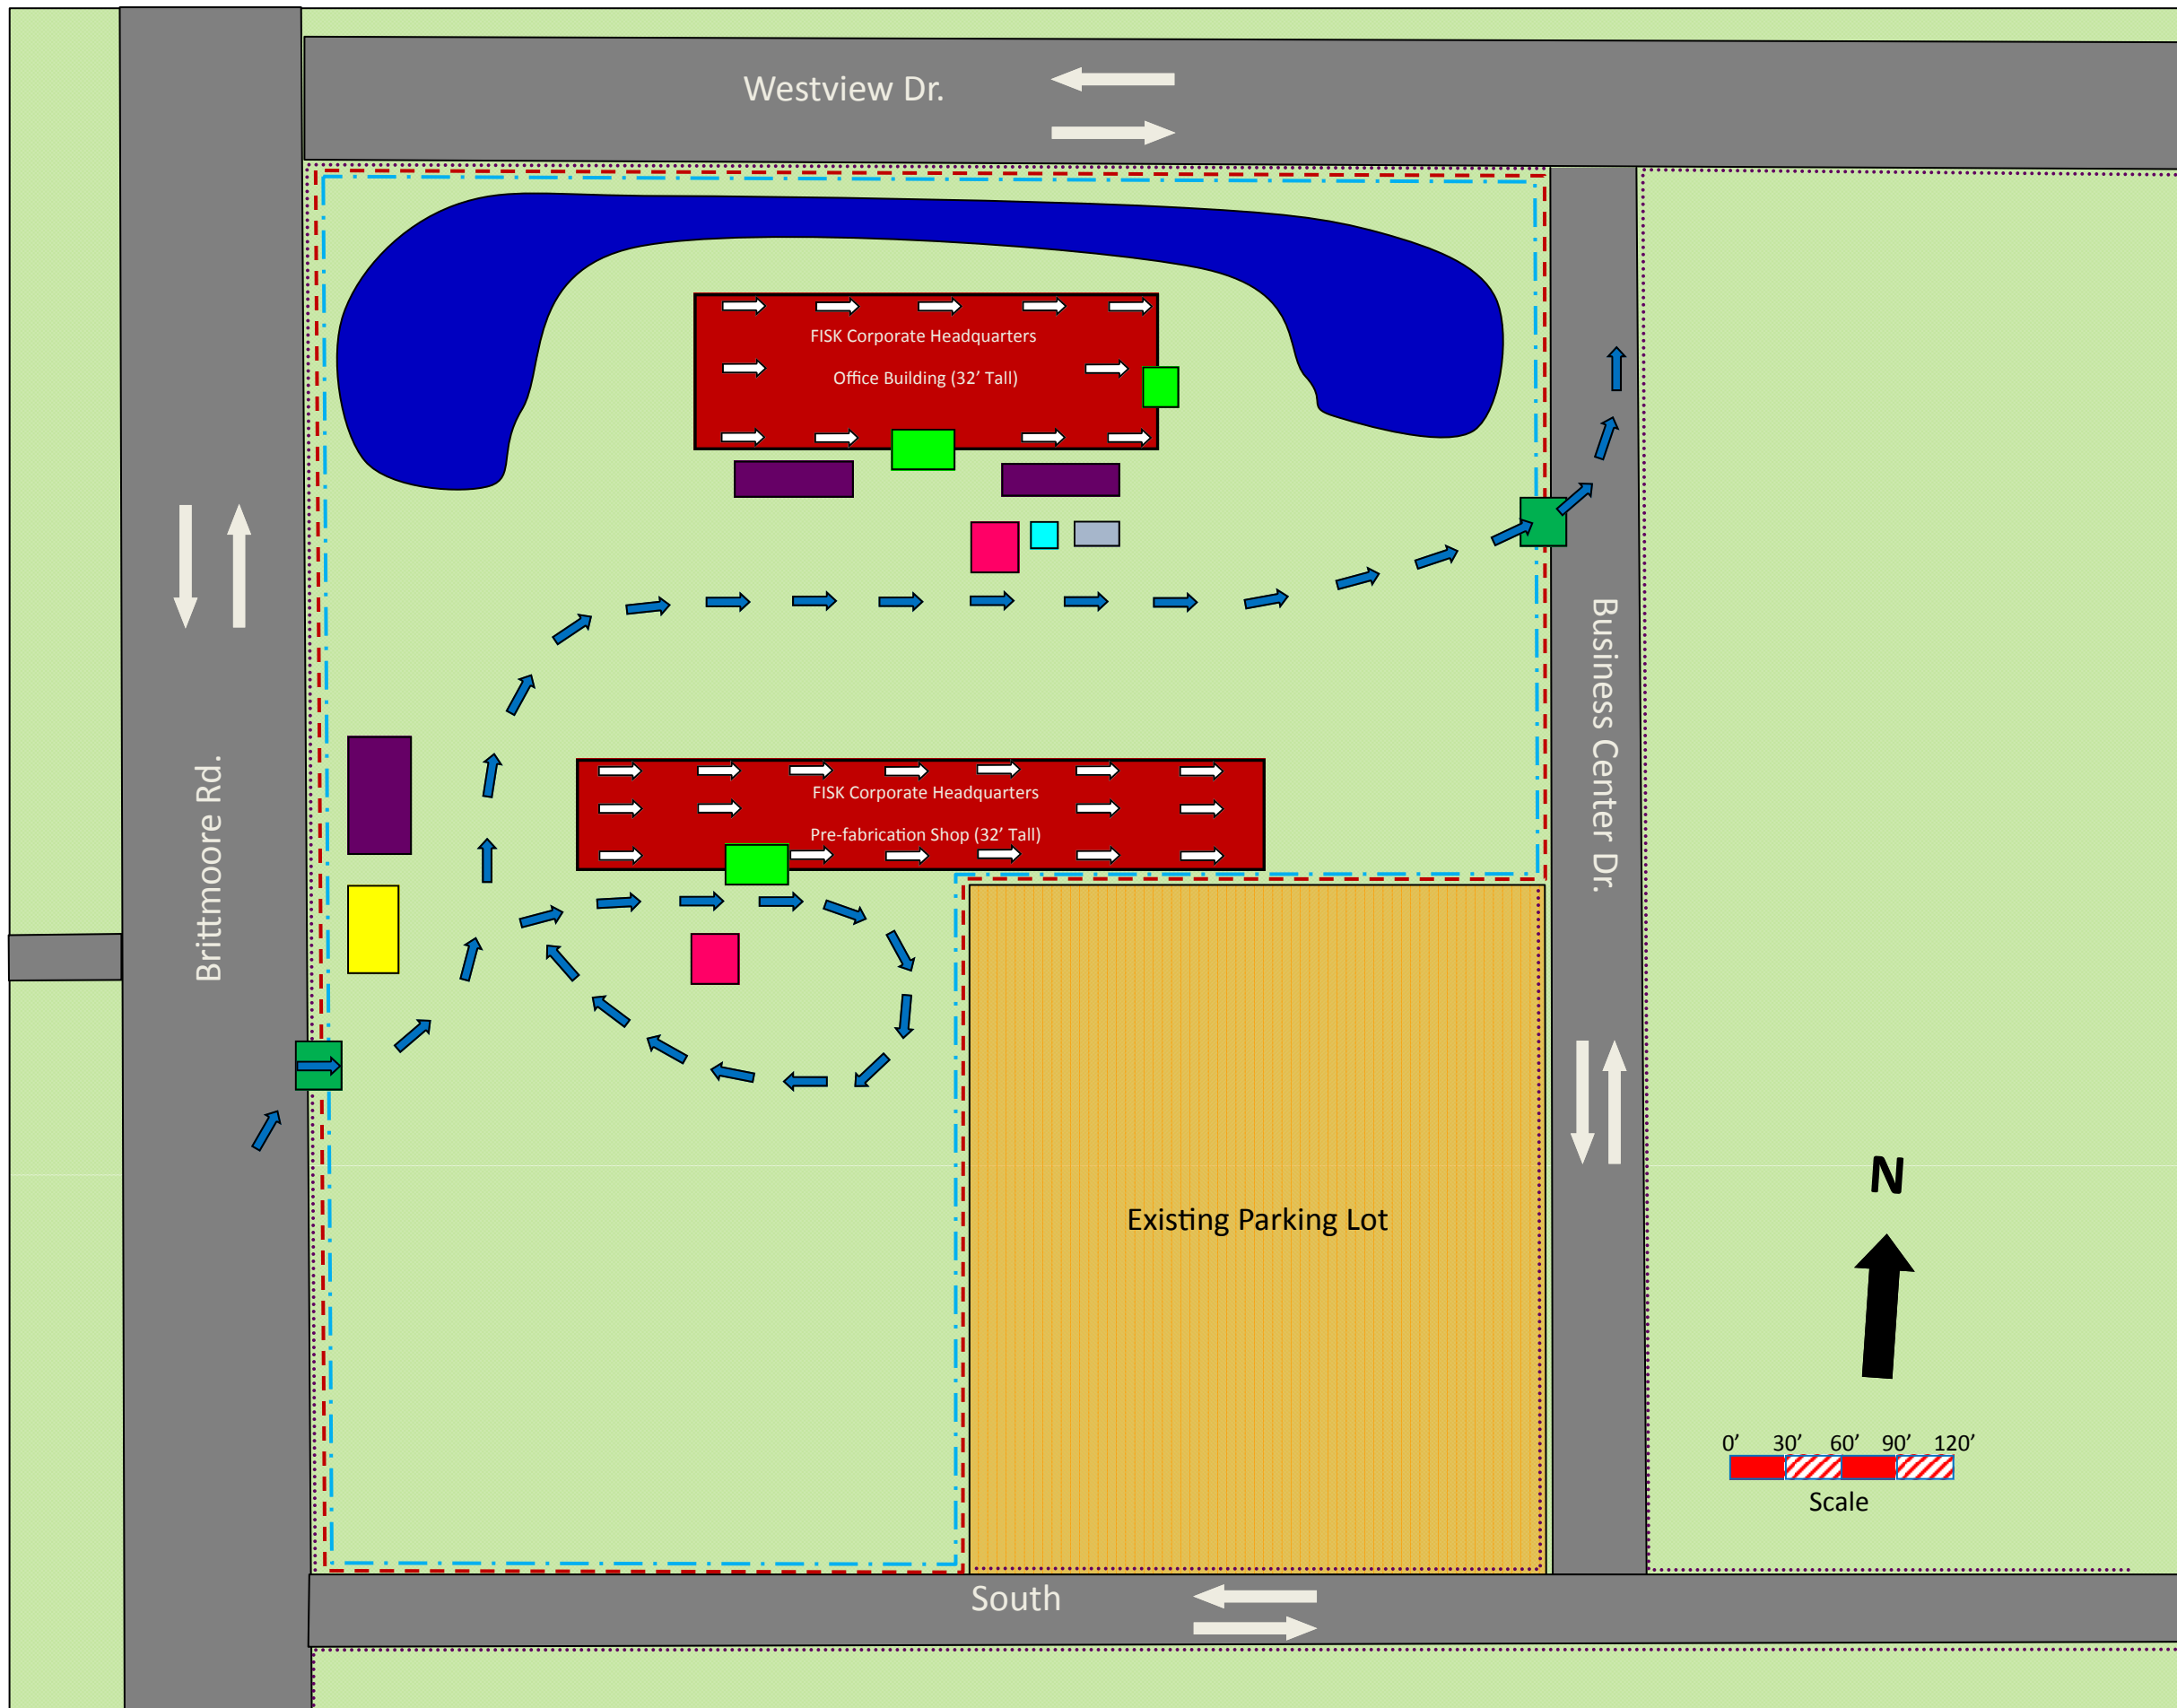 Westview Dr.
FISK Corporate Headquarters
Office Building (32’ Tall)
Business Center Dr.
Brittmoore Rd.
FISK Corporate Headquarters
Pre-fabrication Shop (32’ Tall)
Existing Parking Lot
N
0’ 30’ 60’ 90’ 120’
Scale
South